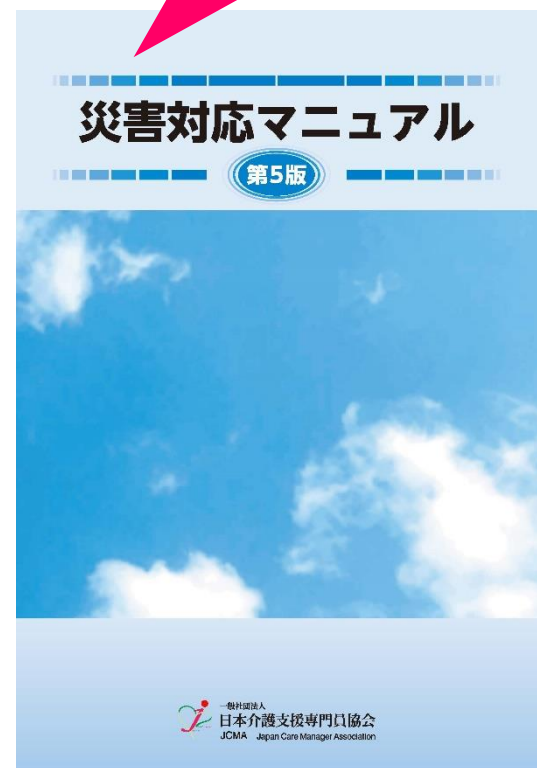 災害対応マニュアル
第5版
一般社団法人
日本介護支援専門員協会
JCMA Japan Care Manager Association